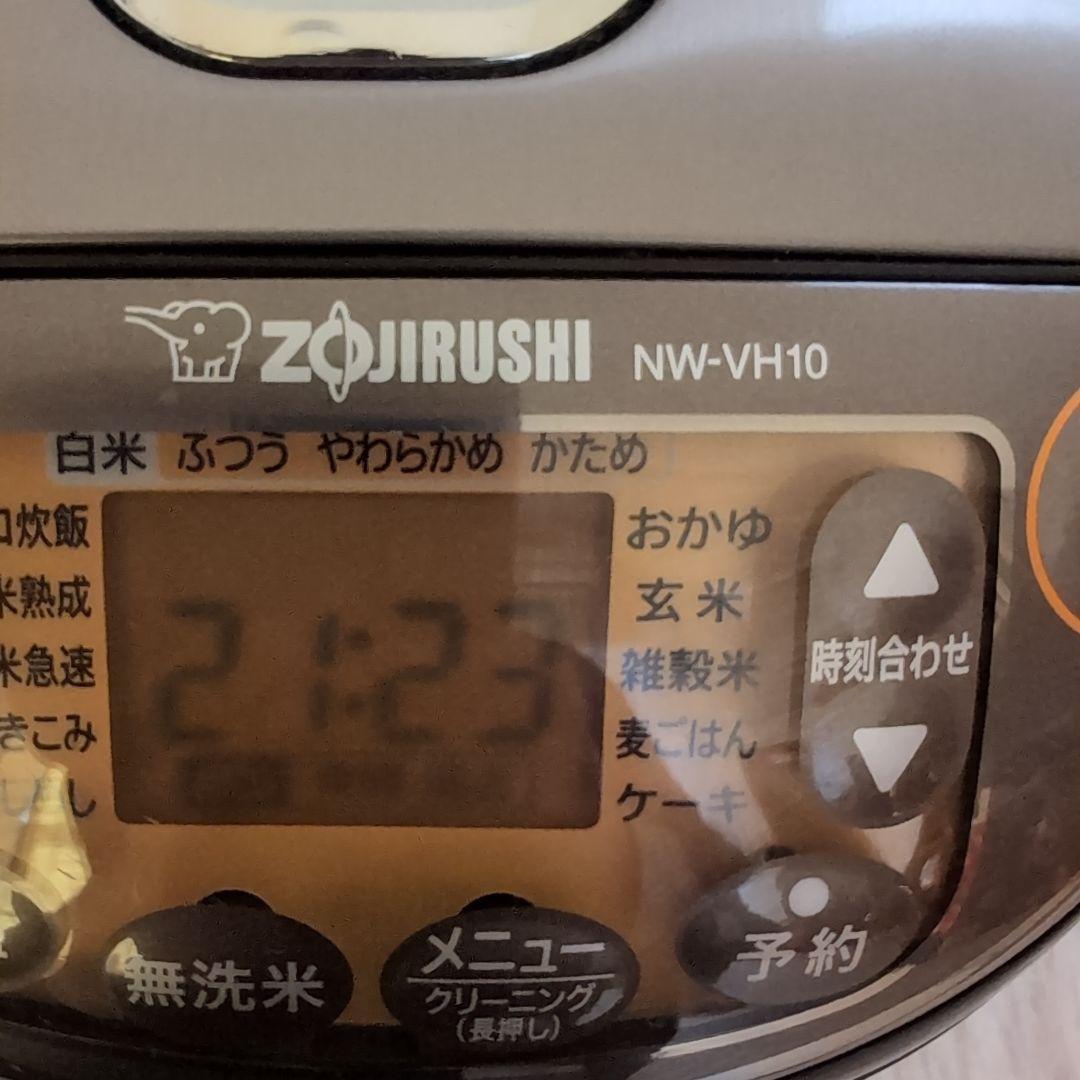 ZOJIRUSHI NW-VH10
白米 ふつう やわらかめ かため
炊飯
米熟成
米急速
きこみ
21:23
おかゆ
玄米
雑穀米
麦ごはん
ケーキ
時刻合わせ
無洗米
メニュー
クリーニング
(長押し)
予約